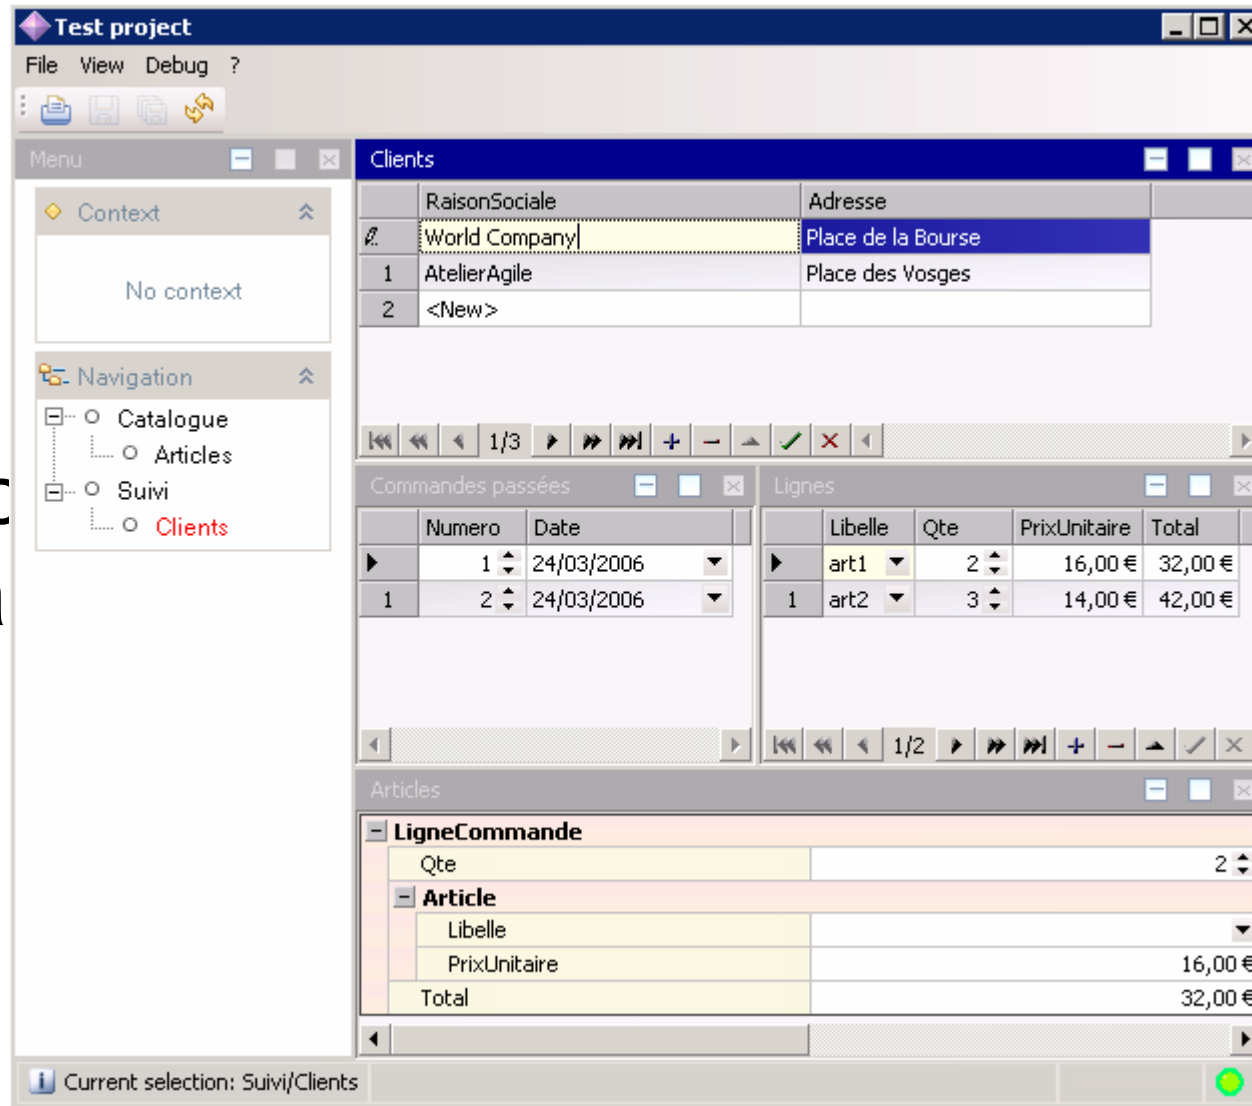 Test project
File View Debug ?
Menu
Context
No context
Navigation
Catalogue
Articles
Suivi
Clients
Clients
RaisonSociale Adresse
World Company Place de la Bourse
1 AtelierAgile Place des Vosges
2 <New>
1/3
Commandes passées
Numero Date
1 24/03/2006
1 2 24/03/2006
Lignes
Libelle Qte PrixUnitaire Total
art1 2 16,00 € 32,00 €
1 art2 3 14,00 € 42,00 €
1/2
Articles
LigneCommande
Qte 2
Article
Libelle
PrixUnitaire 16,00 €
Total 32,00 €
Current selection: Suivi/Clients